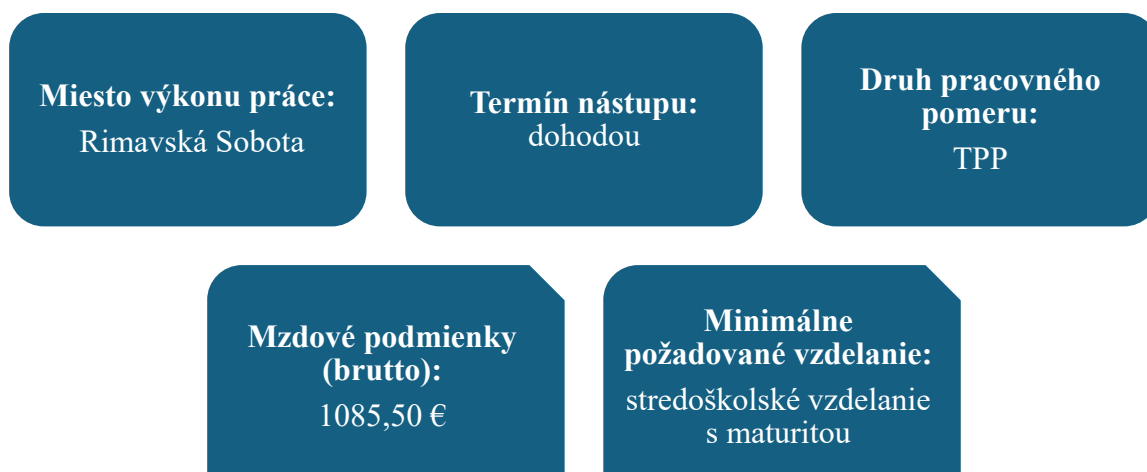 Miesto výkonu práce:
Rimavská Sobota
Termín nástupu:
dohodou
Druh pracovného
pomeru:
TPP
Mzdové podmienky
(brutto):
1085,50 €
Minimálne
požadované vzdelanie:
stredoškolské vzdelanie
s maturitou